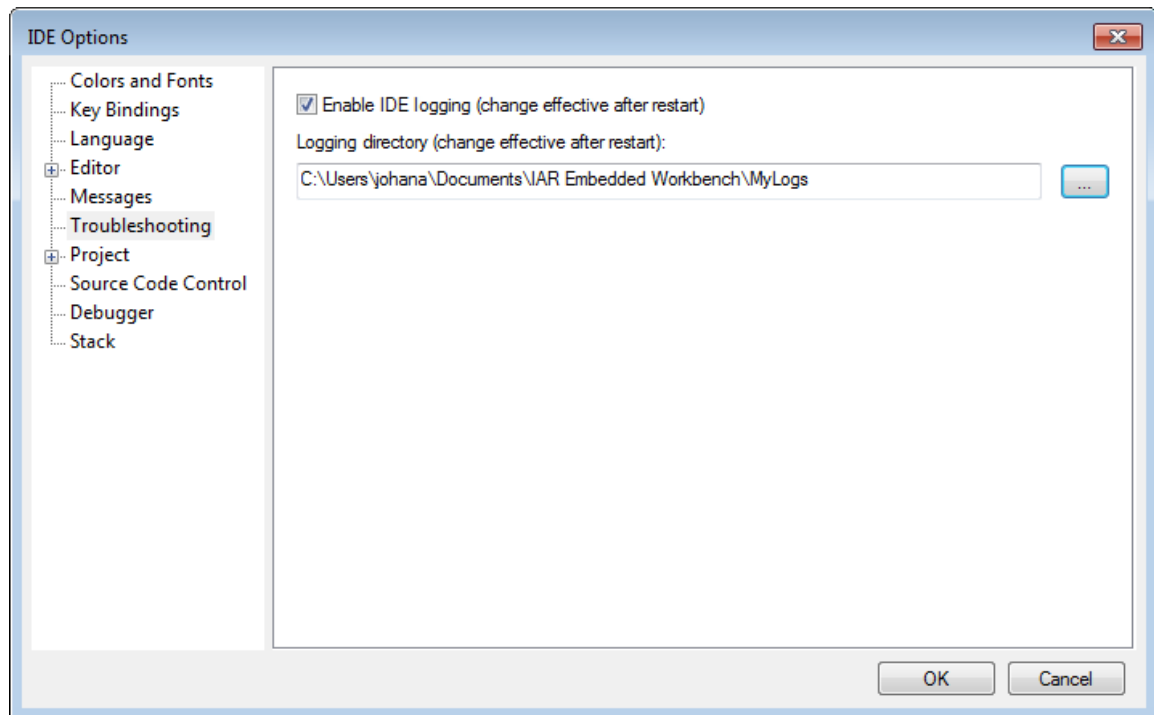 IDE Options
Colors and Fonts
Key Bindings
Language
Editor
Messages
Troubleshooting
Project
Source Code Control
Debugger
Stack
Enable IDE logging (change effective after restart)
Logging directory (change effective after restart):
C:\Users\johana\Documents\IAR Embedded Workbench\MyLogs
...
OK
Cancel